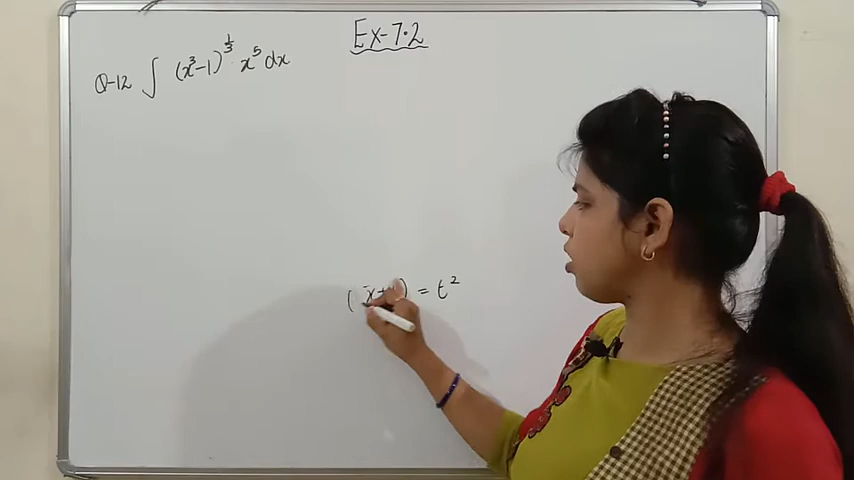 Ex-7.2
Q-12 ∫ (x³-1)^{1/3} · x⁵ dx
( x+ ) = t²